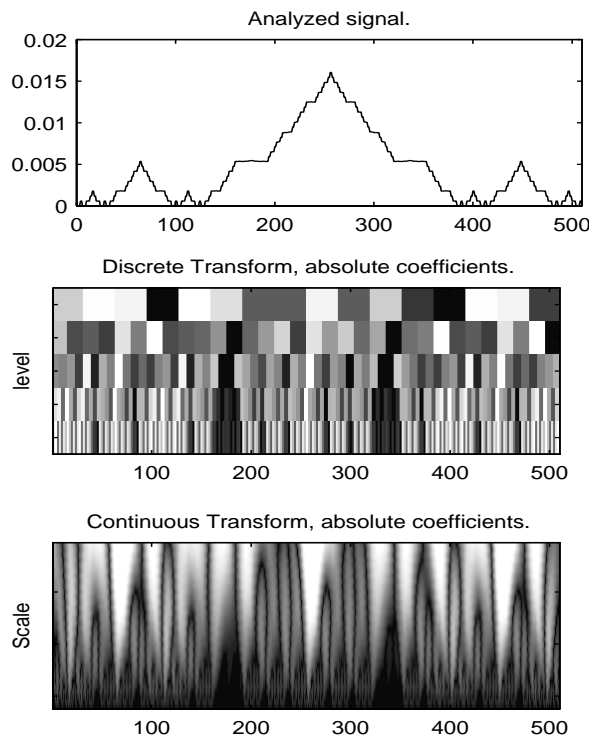 Analyzed signal.
0.02
0.015
0.01
0.005
0
0 100 200 300 400 500
Discrete Transform, absolute coefficients.
level
100 200 300 400 500
Continuous Transform, absolute coefficients.
Scale
100 200 300 400 500